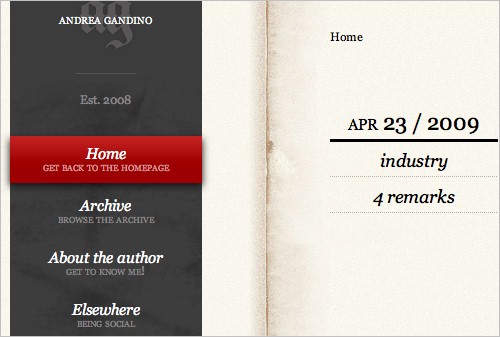 ag
ANDREA GANDINO
Est. 2008
Home
GET BACK TO THE HOMEPAGE
Archive
BROWSE THE ARCHIVE
About the author
GET TO KNOW ME!
Elsewhere
BEING SOCIAL
Home
APR 23 / 2009
industry
4 remarks